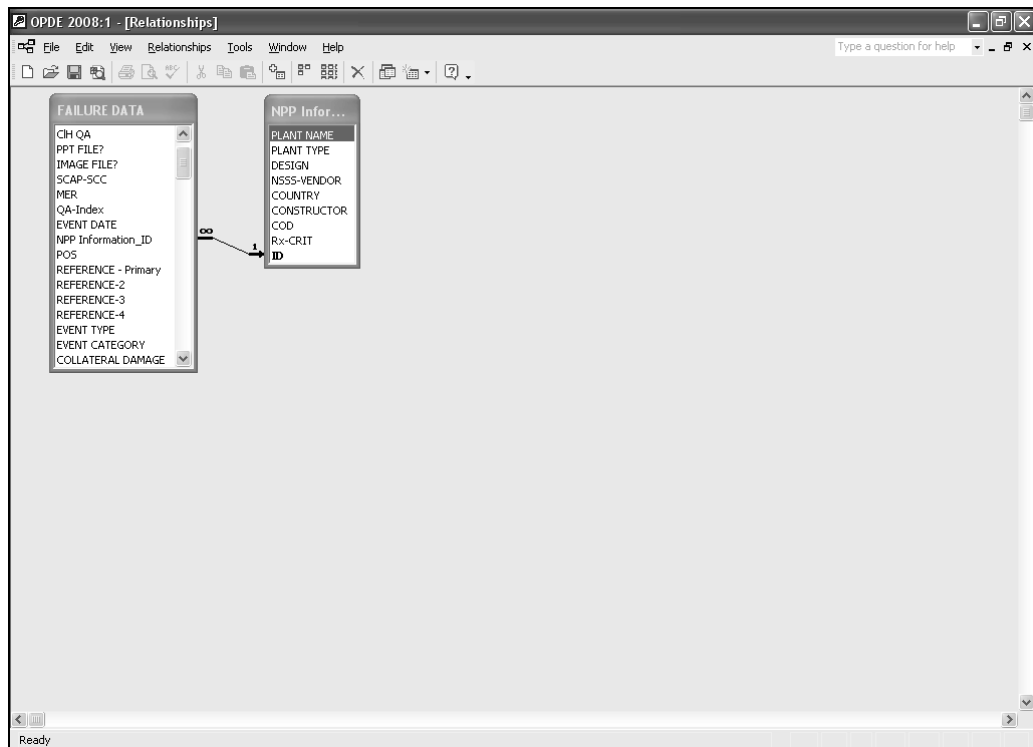 OPDE 2008:1 - [Relationships]
File Edit View Relationships Tools Window Help
Type a question for help
FAILURE DATA
ClH QA
PPT FILE?
IMAGE FILE?
SCAP-SCC
MER
QA-Index
EVENT DATE
NPP Information_ID
POS
REFERENCE - Primary
REFERENCE-2
REFERENCE-3
REFERENCE-4
EVENT TYPE
EVENT CATEGORY
COLLATERAL DAMAGE
∞
1
NPP Infor...
PLANT NAME
PLANT TYPE
DESIGN
NSSS-VENDOR
COUNTRY
CONSTRUCTOR
COD
Rx-CRIT
ID
Ready